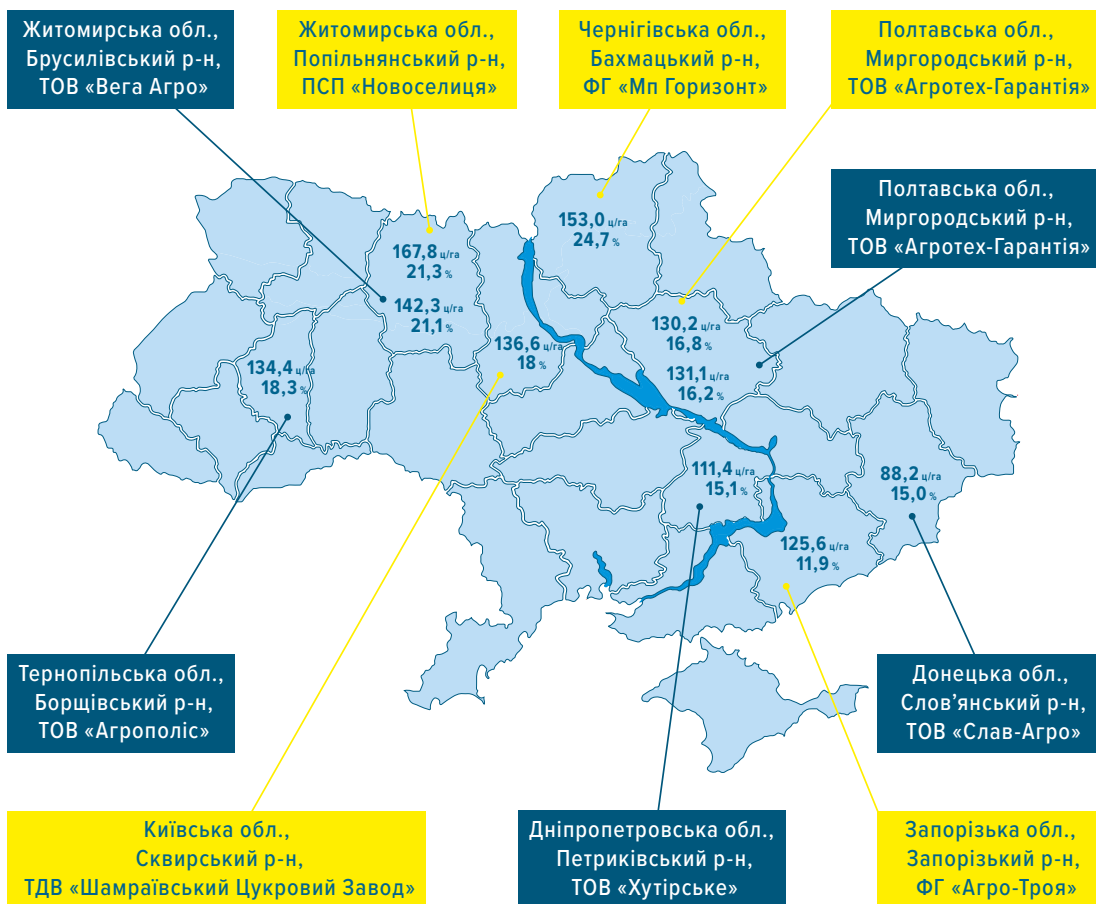 Житомирська обл.,
Брусилівський р-н,
ТОВ «Вега Агро»
Житомирська обл.,
Попільнянський р-н,
ПСП «Новоселиця»
Чернігівська обл.,
Бахмацький р-н,
ФГ «Мп Горизонт»
Полтавська обл.,
Миргородський р-н,
ТОВ «Агротех-Гарантія»
Полтавська обл.,
Миргородський р-н,
ТОВ «Агротех-Гарантія»
153,0 ц/га
24,7 %
167,8 ц/га
21,3 %
142,3 ц/га
21,1 %
130,2 ц/га
16,8 %
136,6 ц/га
18 %
131,1 ц/га
16,2 %
134,4 ц/га
18,3 %
111,4 ц/га
15,1 %
88,2 ц/га
15,0 %
125,6 ц/га
11,9 %
Тернопільська обл.,
Борщівський р-н,
ТОВ «Агрополіс»
Донецька обл.,
Слов’янський р-н,
ТОВ «Слав-Агро»
Київська обл.,
Сквирський р-н,
ТДВ «Шамраївський Цукровий Завод»
Дніпропетровська обл.,
Петриківський р-н,
ТОВ «Хутірське»
Запорізька обл.,
Запорізький р-н,
ФГ «Агро-Троя»